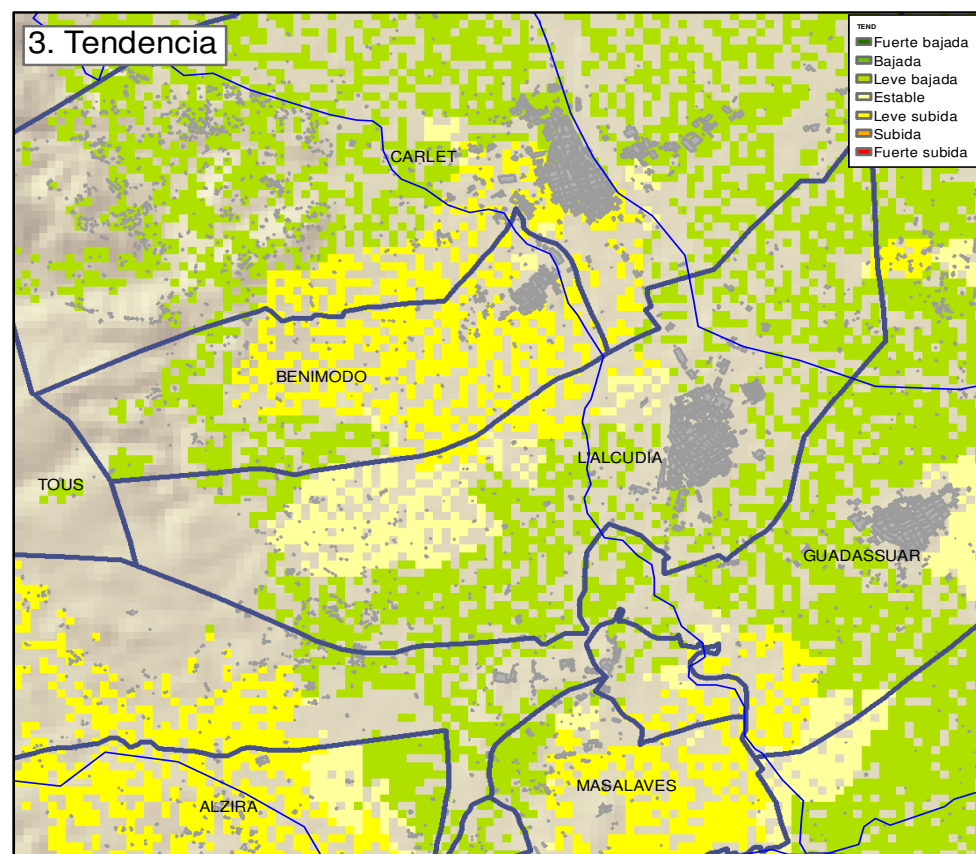 3. Tendencia
TEND
Fuerte bajada
Bajada
Leve bajada
Estable
Leve subida
Subida
Fuerte subida
CARLET
BENIMODO
L'ALCUDIA
TOUS
GUADASSUAR
MASALAVES
ALZIRA